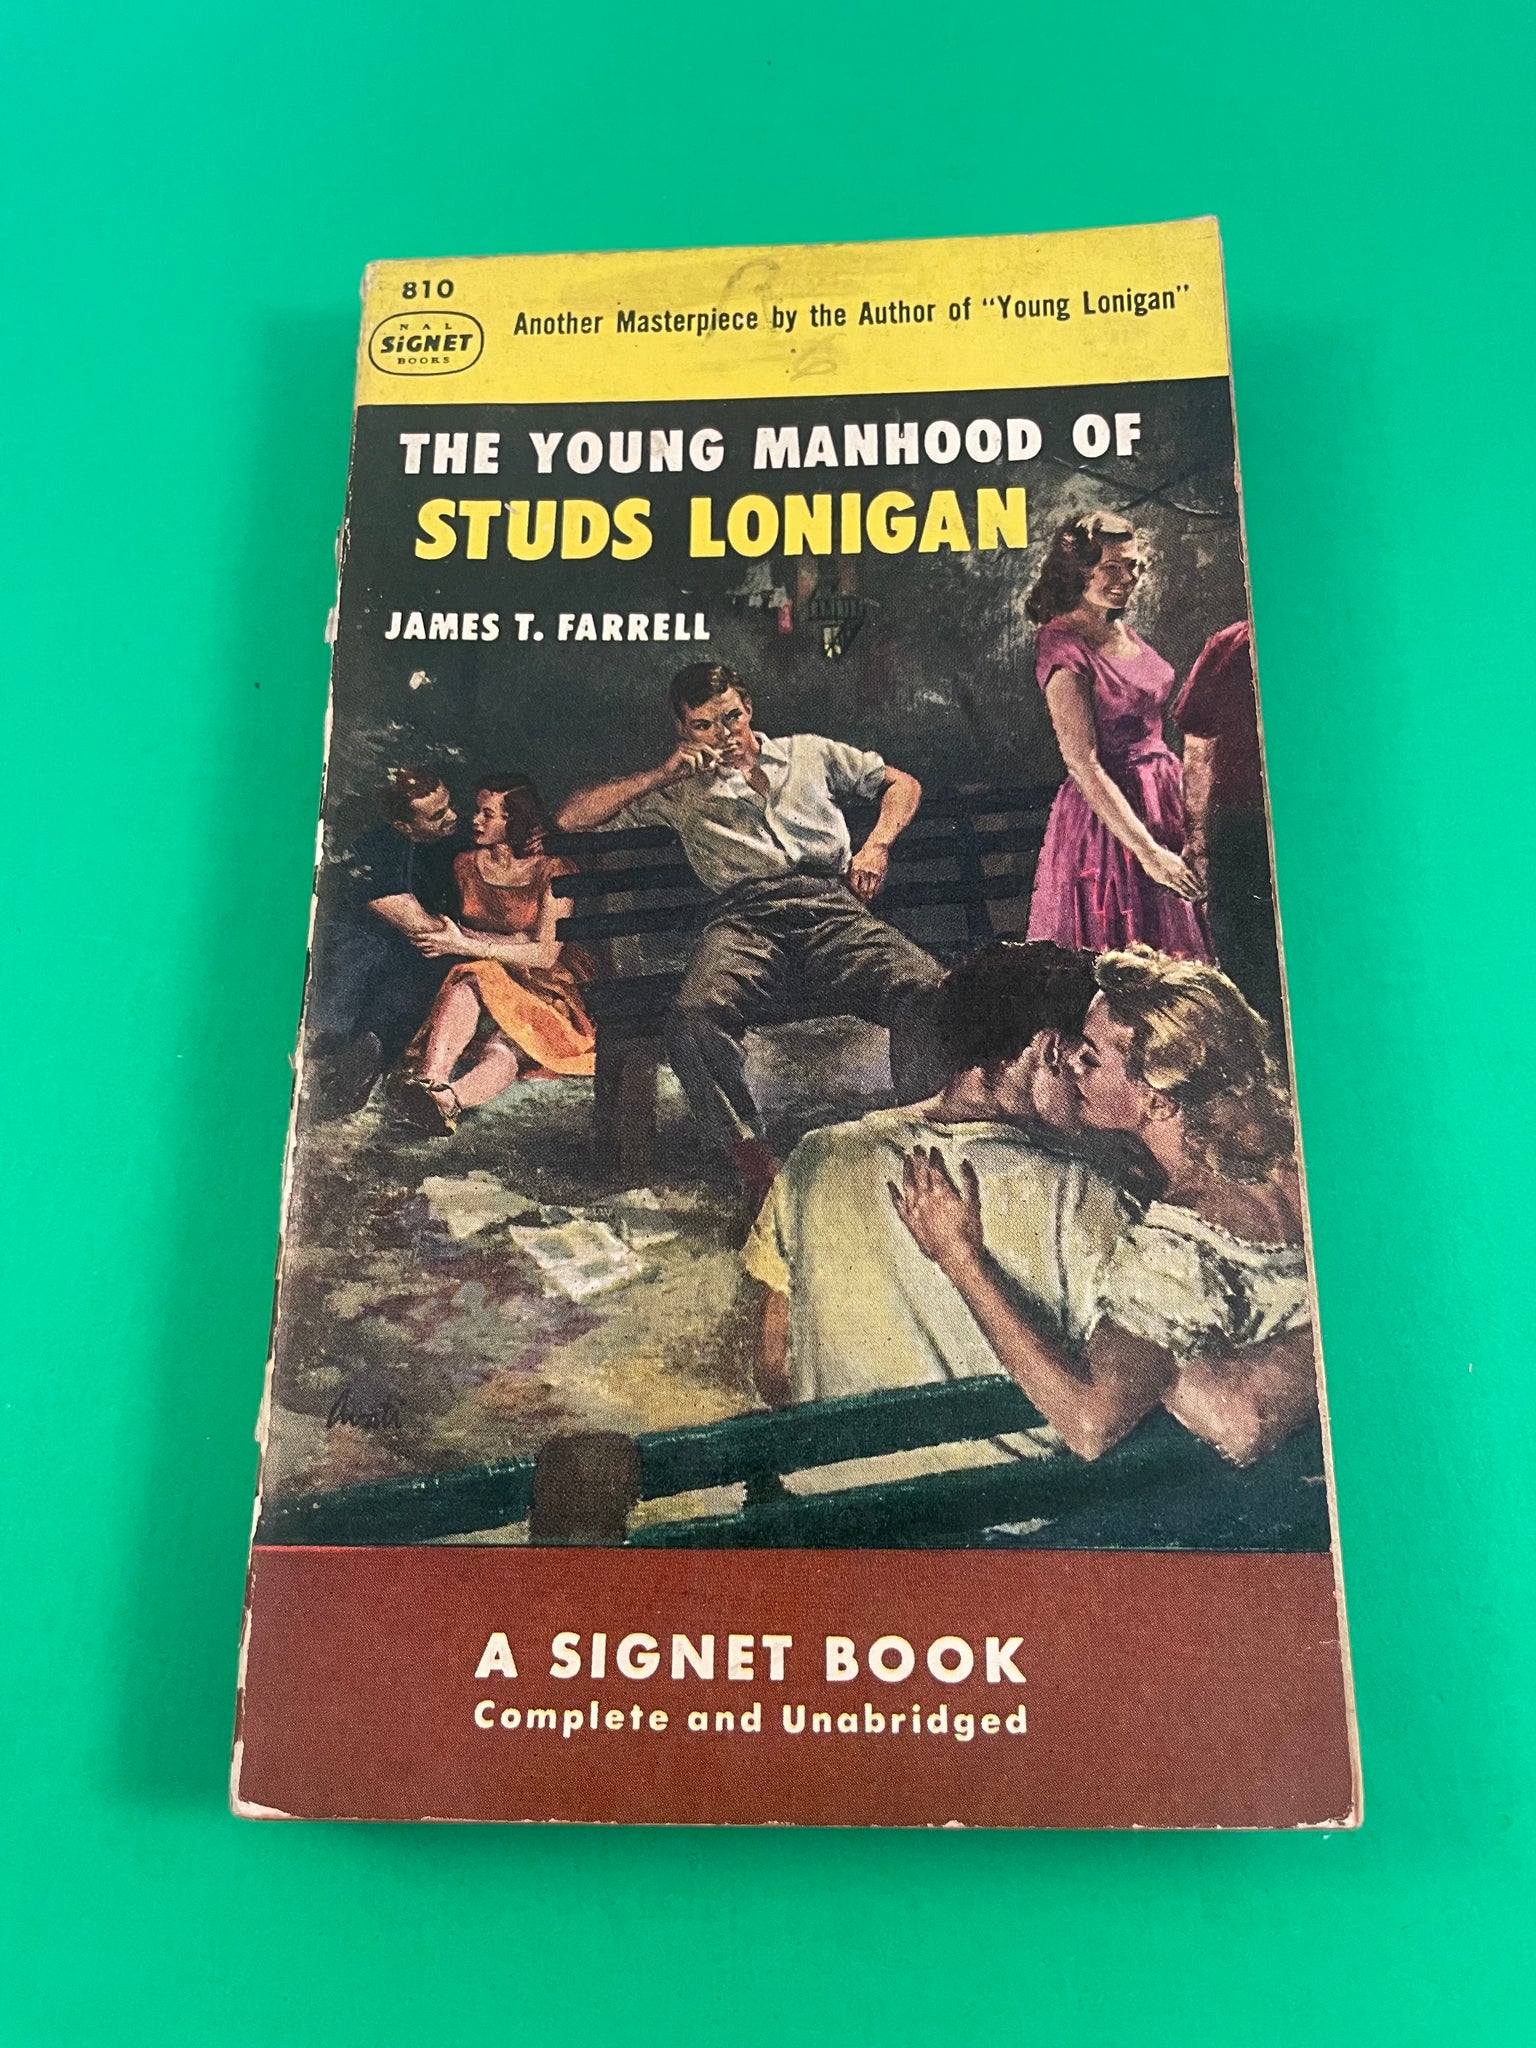 810
NAL
SiGNET
BOOKS
Another Masterpiece by the Author of "Young Lonigan"
THE YOUNG MANHOOD OF
STUDS LONIGAN
JAMES T. FARRELL
Avati
A SIGNET BOOK
Complete and Unabridged